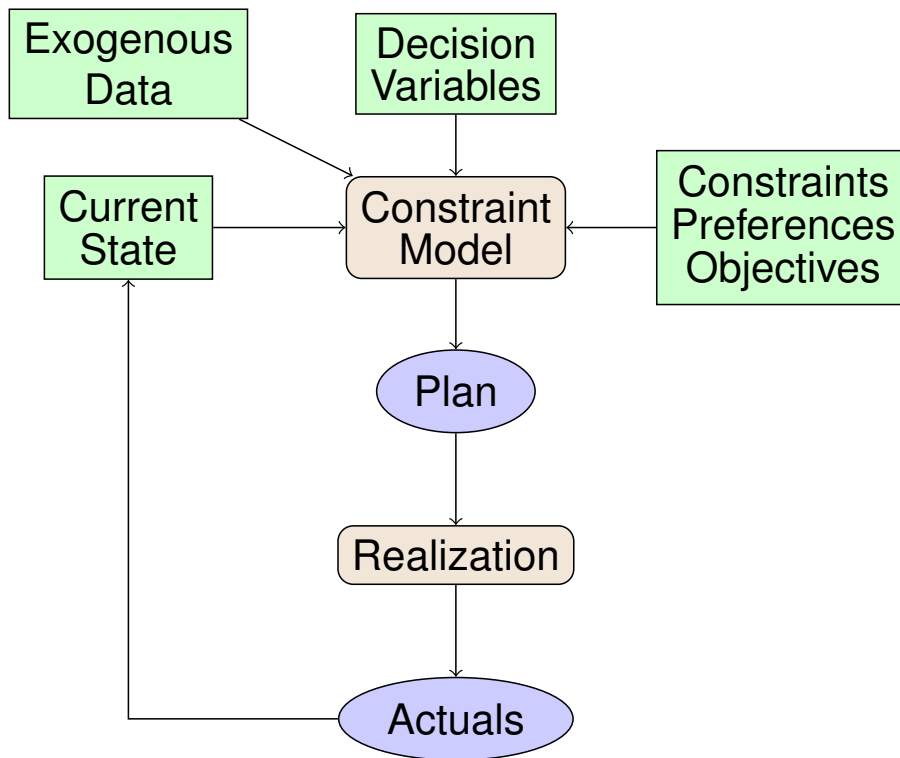 Exogenous
Data
Decision
Variables
Current
State
Constraint
Model
Constraints
Preferences
Objectives
Plan
Realization
Actuals